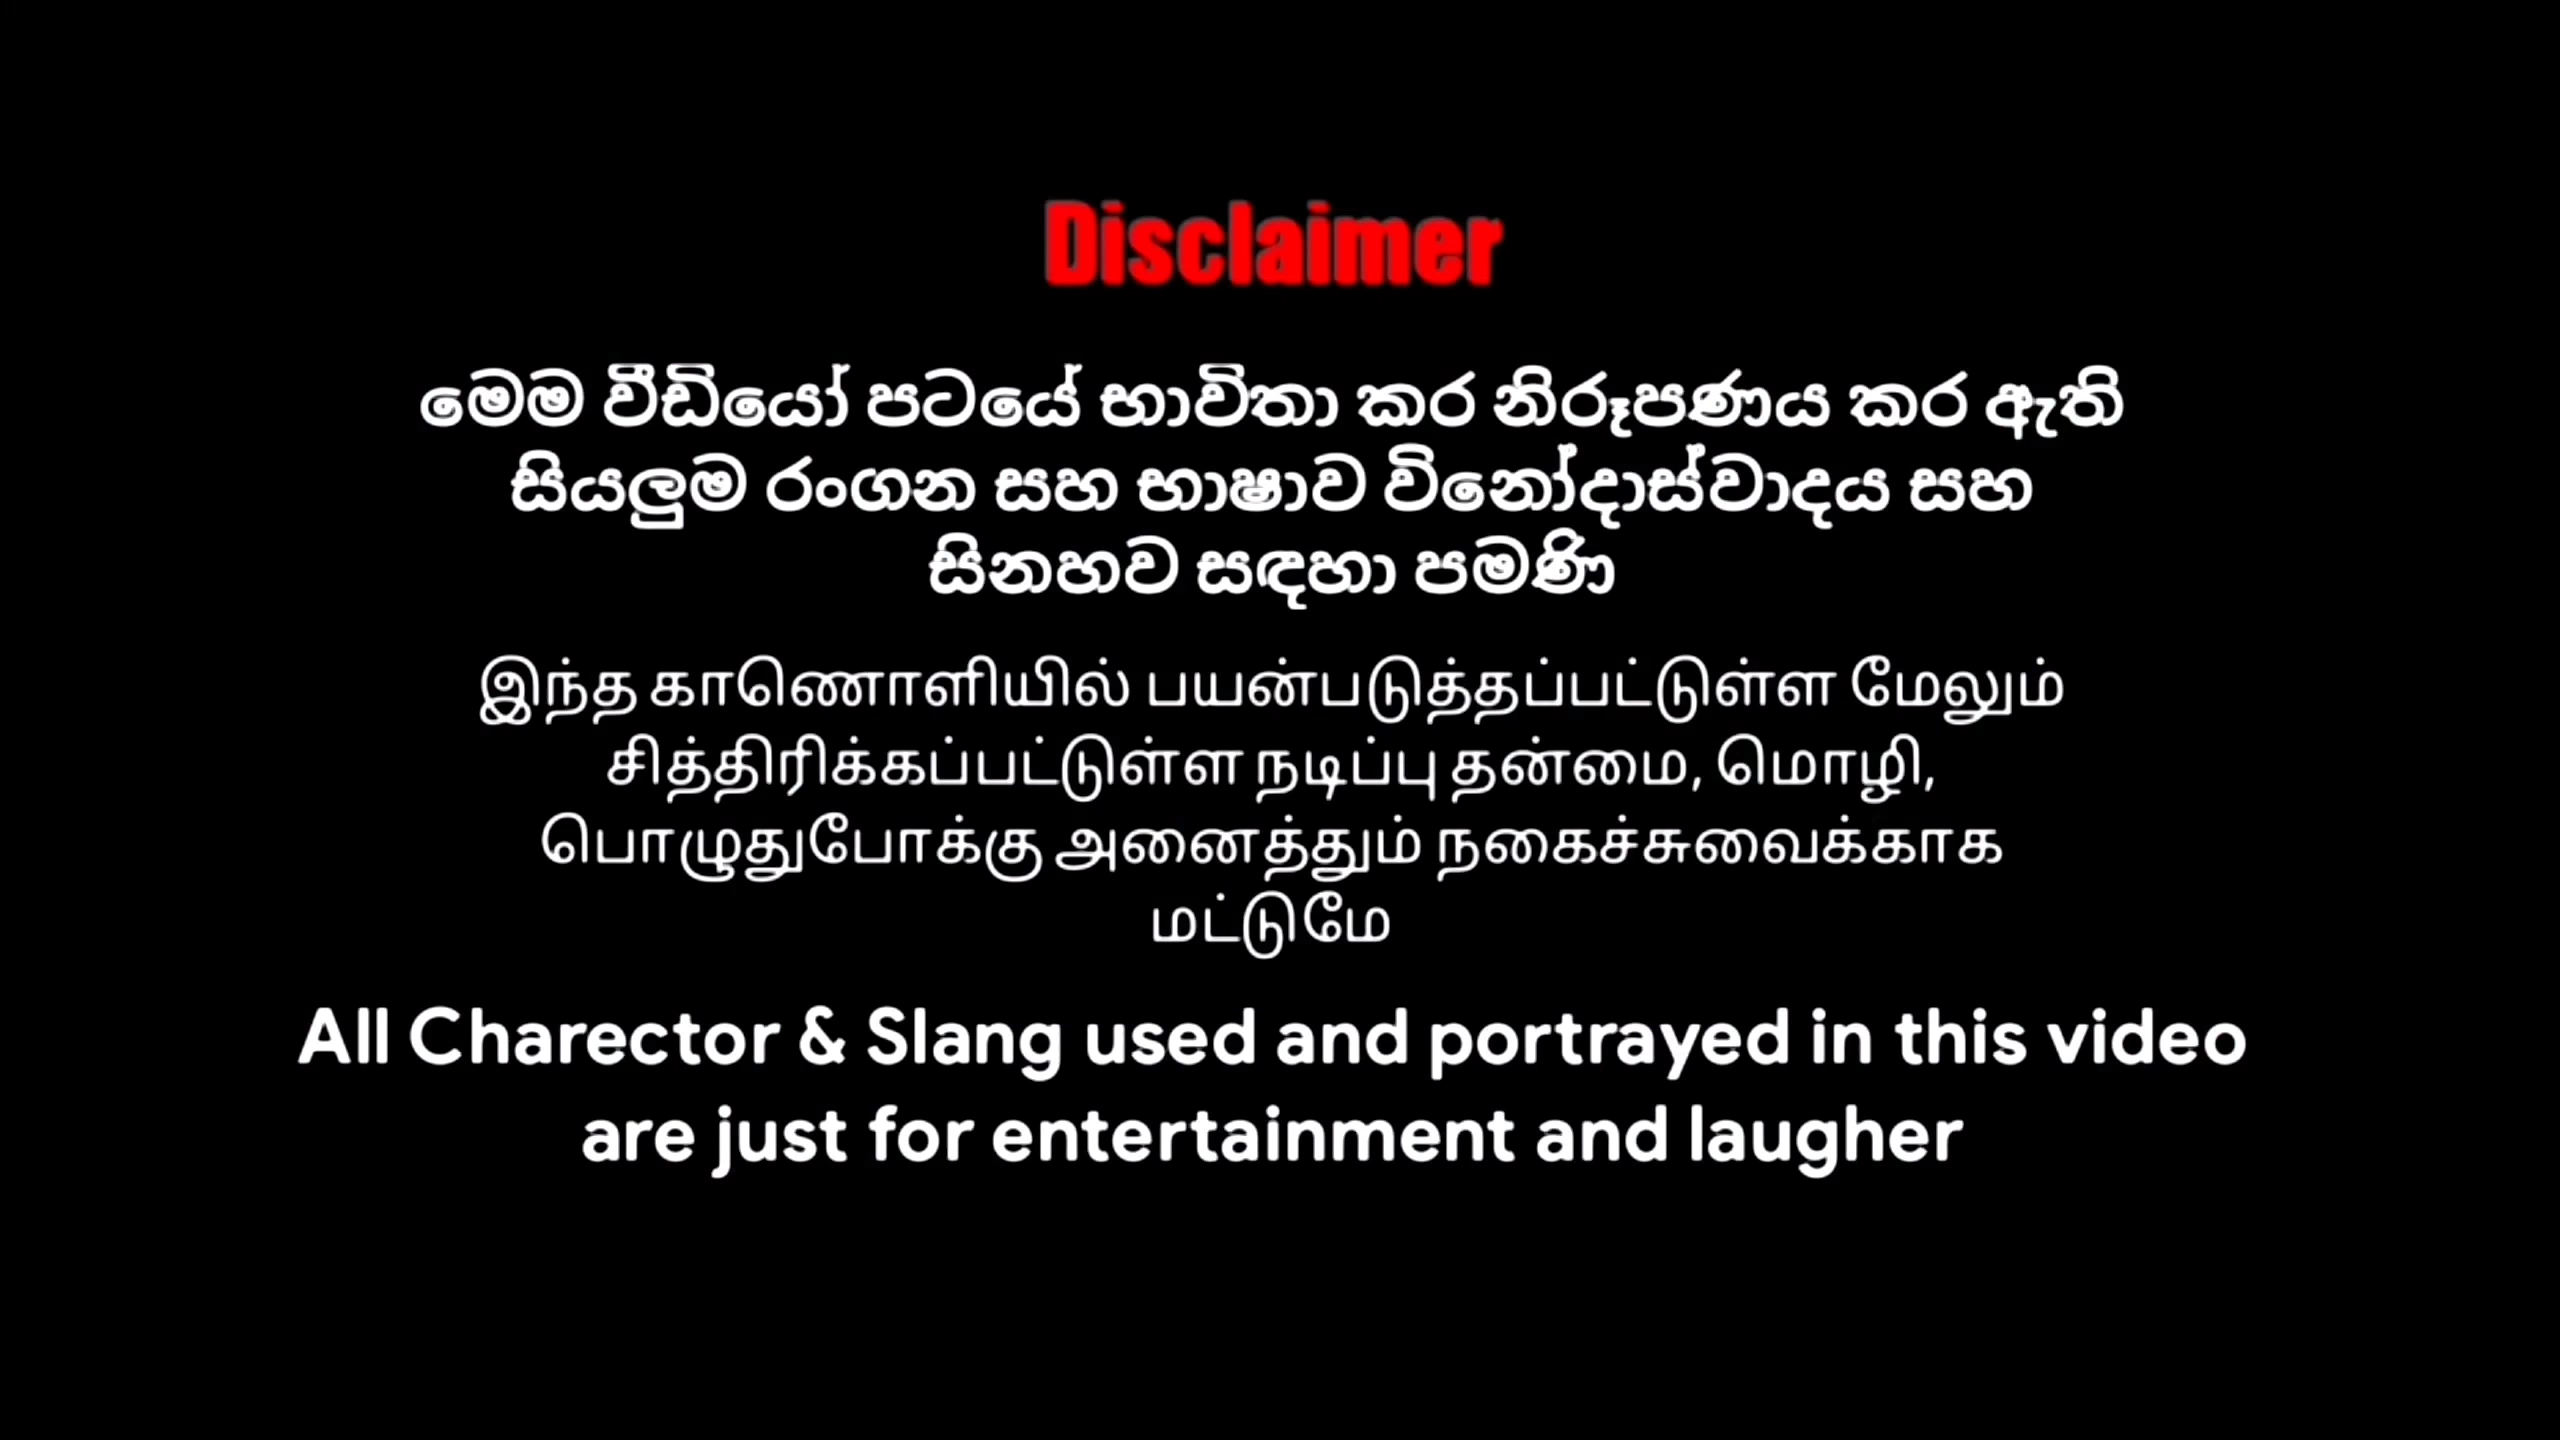 Disclaimer
මෙම වීඩියෝ පටයේ භාවිතා කර නිරූපණය කර ඇති
සියලුම රංගන සහ භාෂාව විනෝදාස්වාදය සහ
සිනහව සඳහා පමණි
இந்த காணொளியில் பயன்படுத்தப்பட்டுள்ள மேலும்
சித்திரிக்கப்பட்டுள்ள நடிப்பு தன்மை, மொழி,
பொழுதுபோக்கு அனைத்தும் நகைச்சுவைக்காக
மட்டுமே
All Charector & Slang used and portrayed in this video
are just for entertainment and laugher